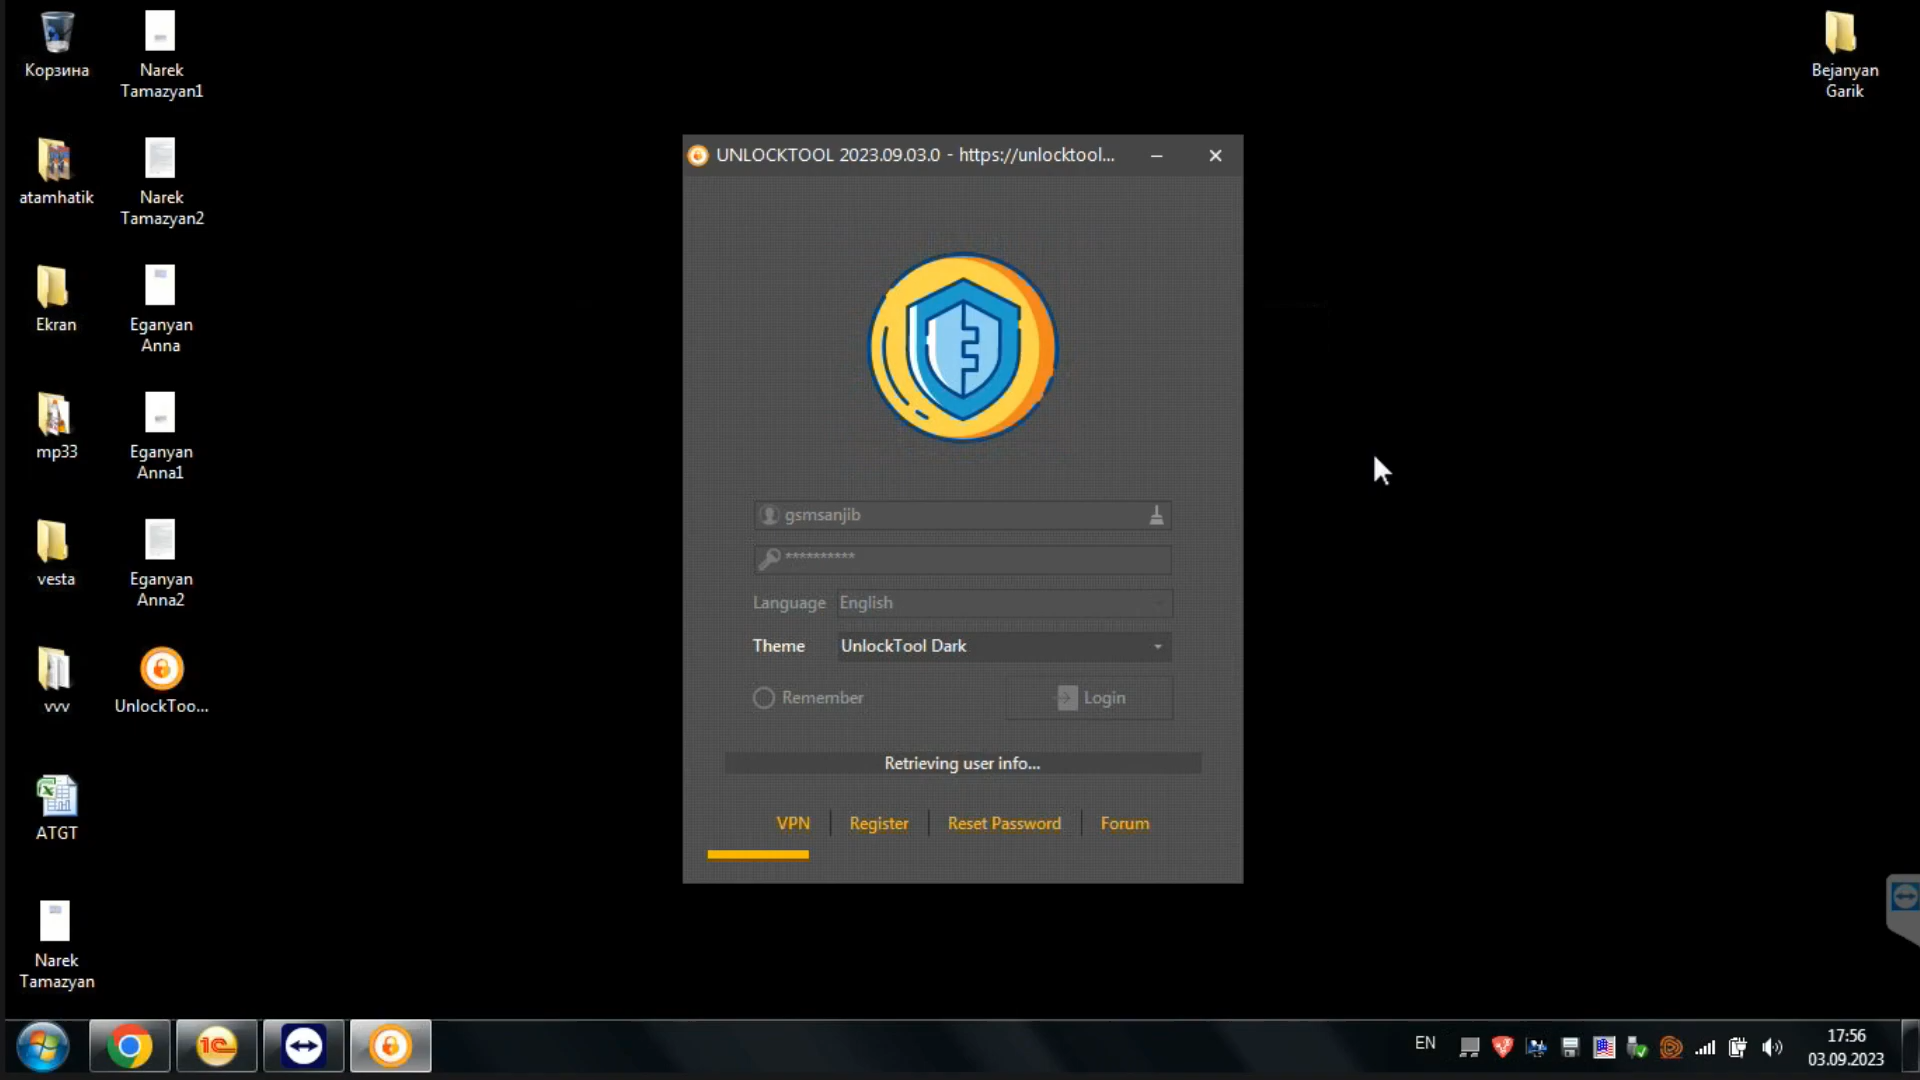 Корзина
Narek
Tamazyan1
Bejanyan
Garik
atamhatik
Narek
Tamazyan2
Ekran
Eganyan
Anna
mp33
Eganyan
Anna1
vesta
Eganyan
Anna2
vvv
UnlockToo...
ATGT
Narek
Tamazyan
UNLOCKTOOL 2023.09.03.0 - https://unlocktool...
gsmsanjib
**********
Language English
Theme UnlockTool Dark
Remember Login
Retrieving user info...
VPN Register Reset Password Forum
1C
EN
17:56
03.09.2023